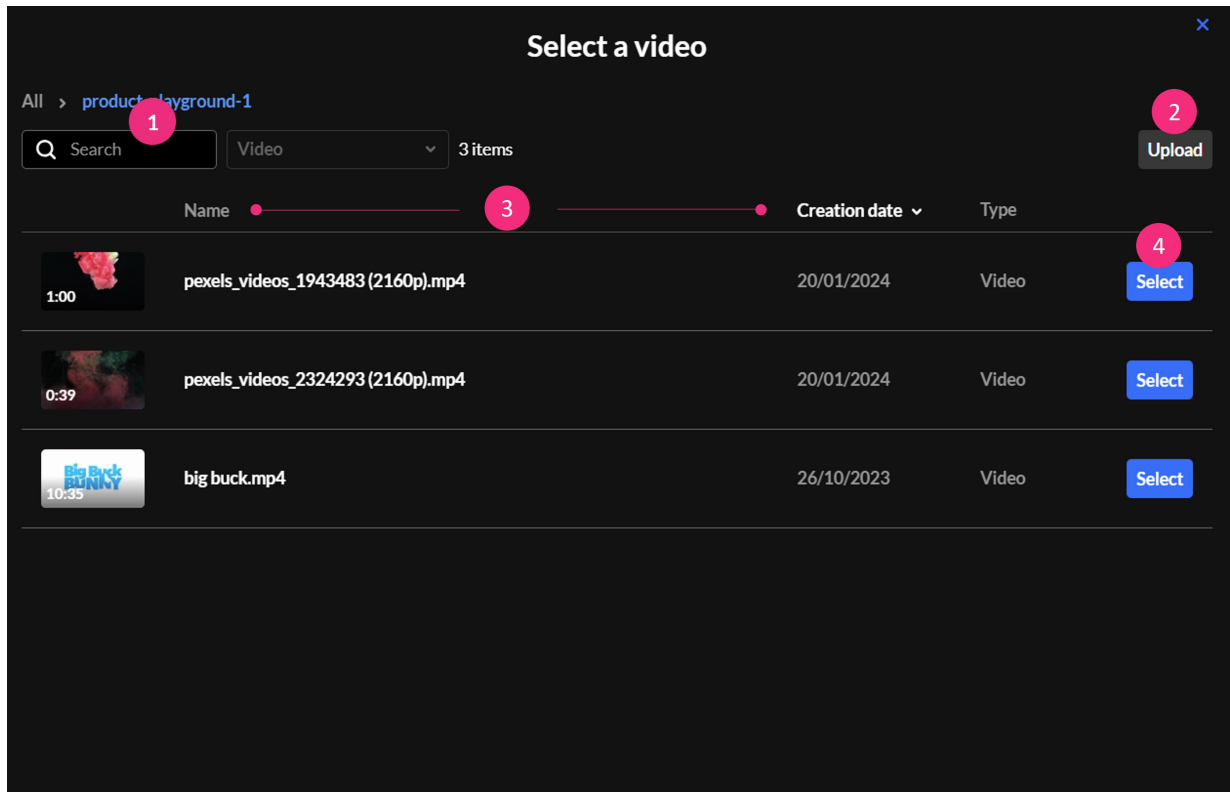 Select a video
All > product layground-1
1
2
Search
Video
3 items
Upload
Name
3
Creation date
Type
4
1:00
pexels_videos_1943483 (2160p).mp4
20/01/2024
Video
Select
0:39
pexels_videos_2324293 (2160p).mp4
20/01/2024
Video
Select
Big Buck
BUNNY
10:35
big buck.mp4
26/10/2023
Video
Select